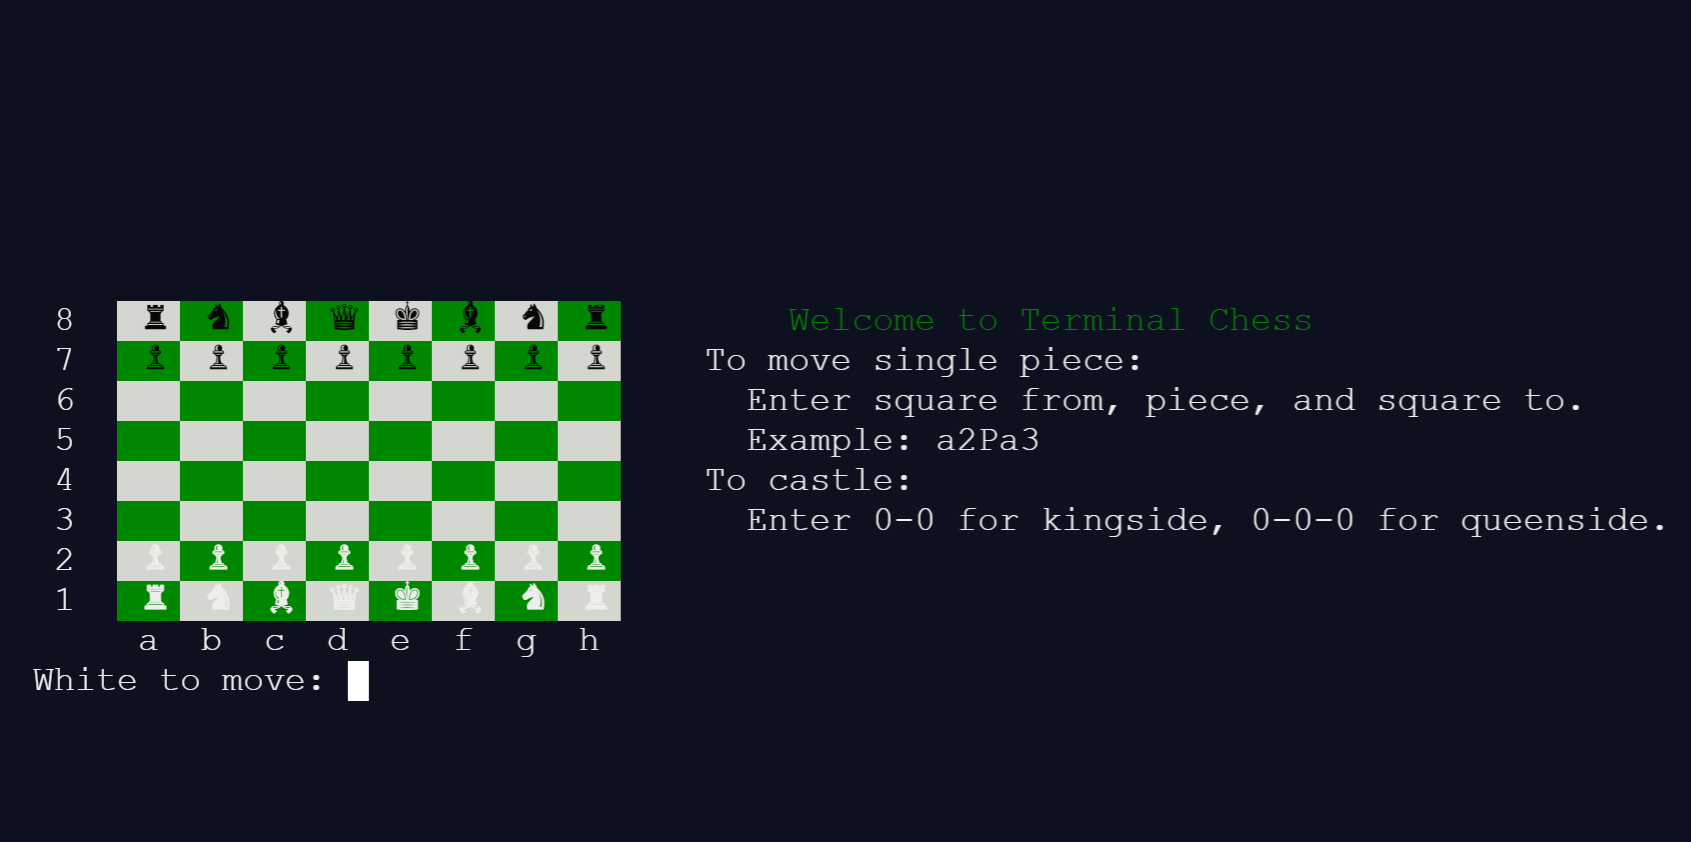 8
Welcome to Terminal Chess
7
To move single piece:
6
Enter square from, piece, and square to.
5
Example: a2Pa3
4
To castle:
3
Enter 0-0 for kingside, 0-0-0 for queenside.
2
1
a b c d e f g h
White to move: